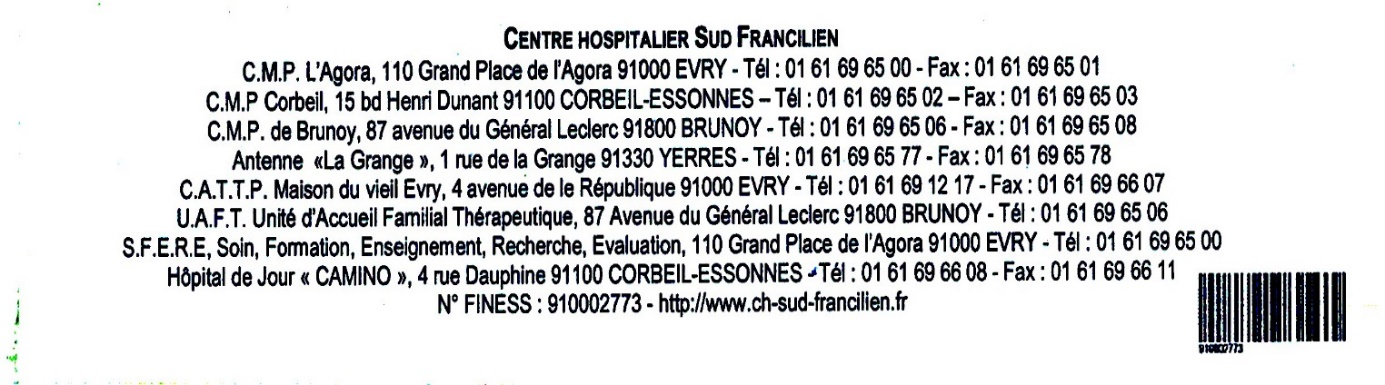 CENTRE HOSPITALIER SUD FRANCILIEN
C.M.P. L'Agora, 110 Grand Place de l'Agora 91000 EVRY - Tél : 01 61 69 65 00 - Fax : 01 61 69 65 01
C.M.P Corbeil, 15 bd Henri Dunant 91100 CORBEIL-ESSONNES – Tél : 01 61 69 65 02 – Fax : 01 61 69 65 03
C.M.P. de Brunoy, 87 avenue du Général Leclerc 91800 BRUNOY - Tél : 01 61 69 65 06 - Fax : 01 61 69 65 08
Antenne «La Grange », 1 rue de la Grange 91330 YERRES - Tél : 01 61 69 65 77 - Fax : 01 61 69 65 78
C.A.T.T.P. Maison du vieil Evry, 4 avenue de le République 91000 EVRY - Tél : 01 61 69 12 17 - Fax : 01 61 69 66 07
U.A.F.T. Unité d'Accueil Familial Thérapeutique, 87 Avenue du Général Leclerc 91800 BRUNOY - Tél : 01 61 69 65 06
S.F.E.R.E, Soin, Formation, Enseignement, Recherche, Evaluation, 110 Grand Place de l'Agora 91000 EVRY - Tél : 01 61 69 65 00
Hôpital de Jour « CAMINO », 4 rue Dauphine 91100 CORBEIL-ESSONNES - Tél : 01 61 69 66 08 - Fax : 01 61 69 66 11
N° FINESS : 910002773 - http://www.ch-sud-francilien.fr
910002773